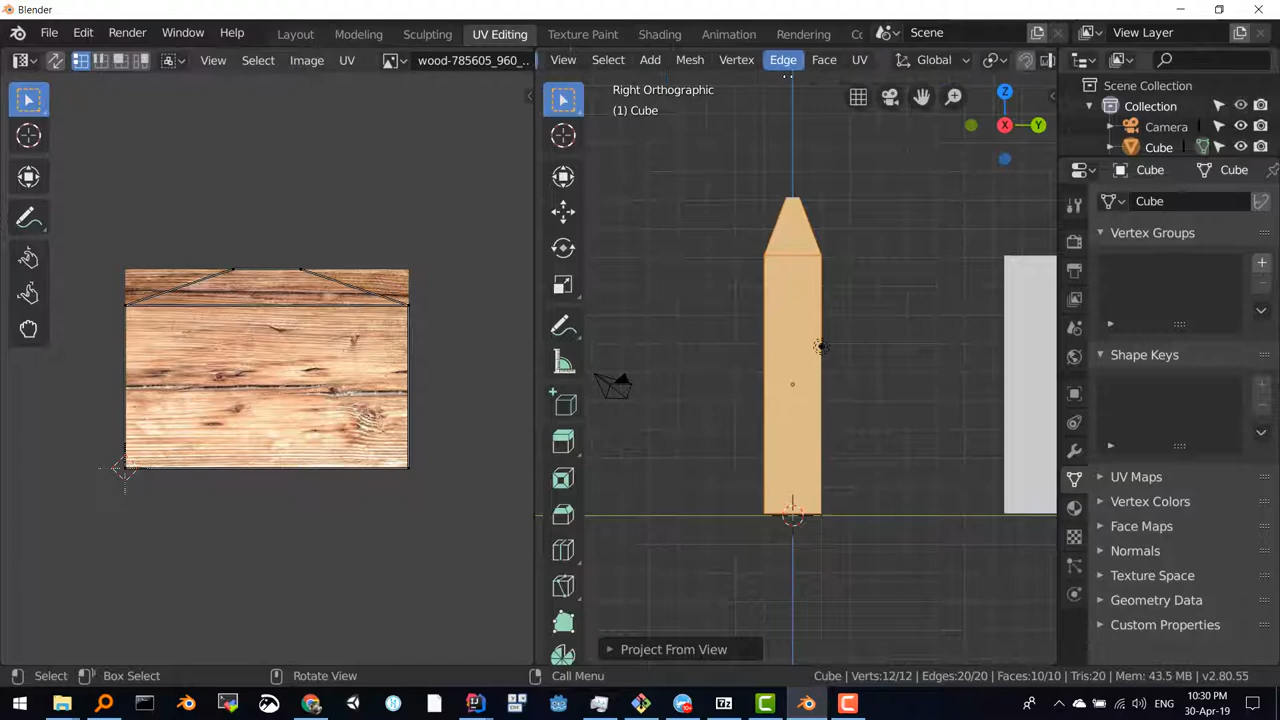 Blender
File Edit Render Window Help Layout Modeling Sculpting UV Editing Texture Paint Shading Animation Rendering Scene View Layer
View Select Image UV wood-785605_960_.. View Select Add Mesh Vertex Edge Face UV Global
Right Orthographic
(1) Cube
Z
X
Y
Scene Collection
Collection
Camera
Cube
Cube Cube
Cube
Vertex Groups
Shape Keys
UV Maps
Vertex Colors
Face Maps
Normals
Texture Space
Geometry Data
Custom Properties
Project From View
Select Box Select Rotate View Call Menu Cube | Verts:12/12 | Edges:20/20 | Faces:10/10 | Tris:20 | Mem: 43.5 MB | v2.80.55
10:30 PM
ENG
30-Apr-19